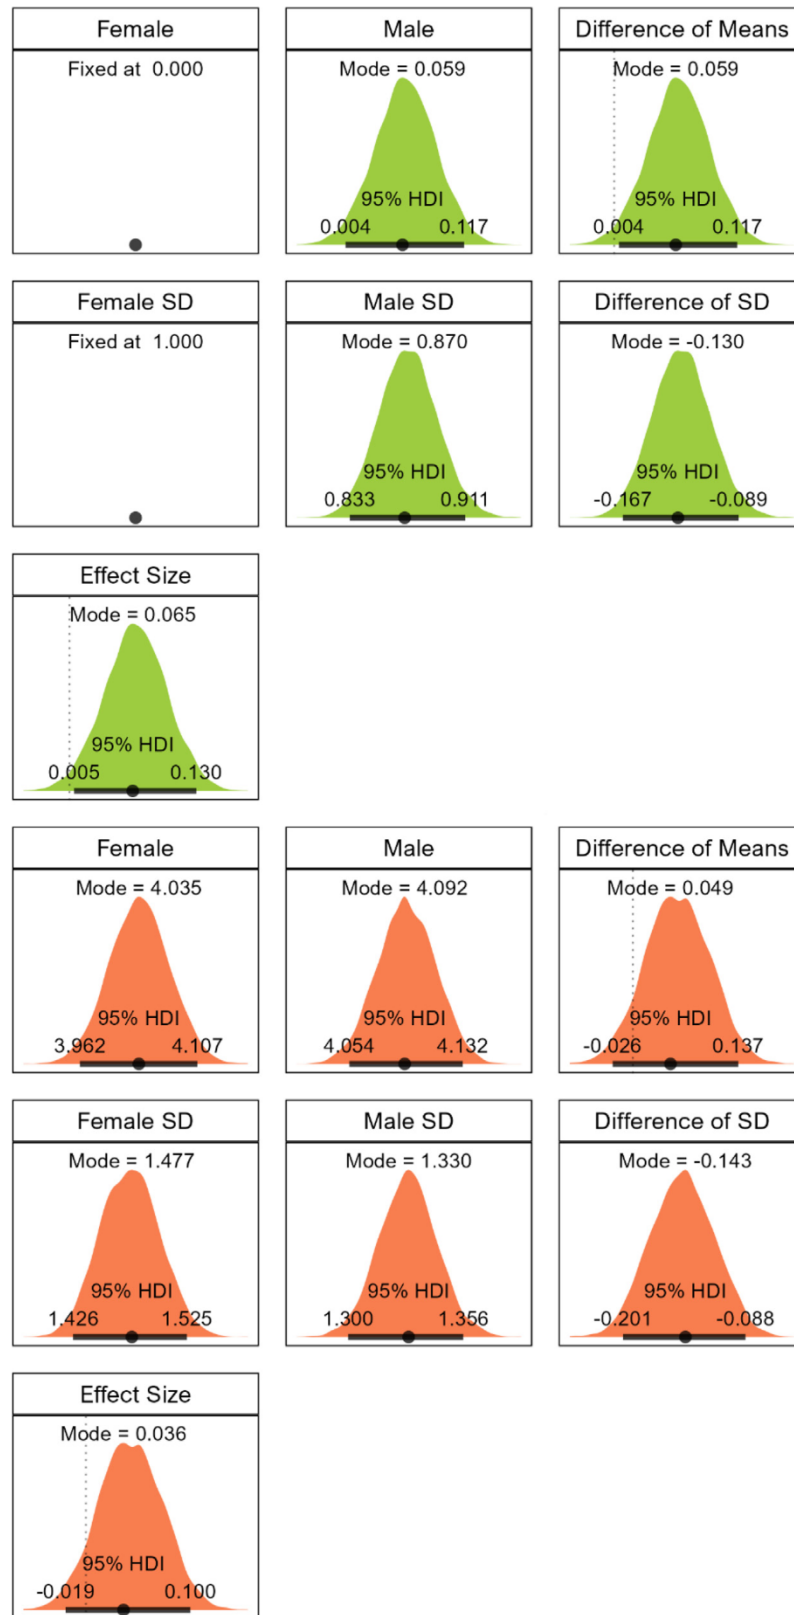 Female
Male
Difference of Means
Fixed at 0.000
Mode = 0.059
Mode = 0.059
95% HDI
95% HDI
0.004
0.117
0.004
0.117
Female SD
Male SD
Difference of SD
Fixed at 1.000
Mode = 0.870
Mode = -0.130
95% HDI
95% HDI
0.833
0.911
-0.167
-0.089
Effect Size
Mode = 0.065
95% HDI
0.005
0.130
Female
Male
Difference of Means
Mode = 4.035
Mode = 4.092
Mode = 0.049
95% HDI
95% HDI
95% HDI
3.962
4.107
4.054
4.132
-0.026
0.137
Female SD
Male SD
Difference of SD
Mode = 1.477
Mode = 1.330
Mode = -0.143
95% HDI
95% HDI
95% HDI
1.426
1.525
1.300
1.356
-0.201
-0.088
Effect Size
Mode = 0.036
95% HDI
-0.019
0.100